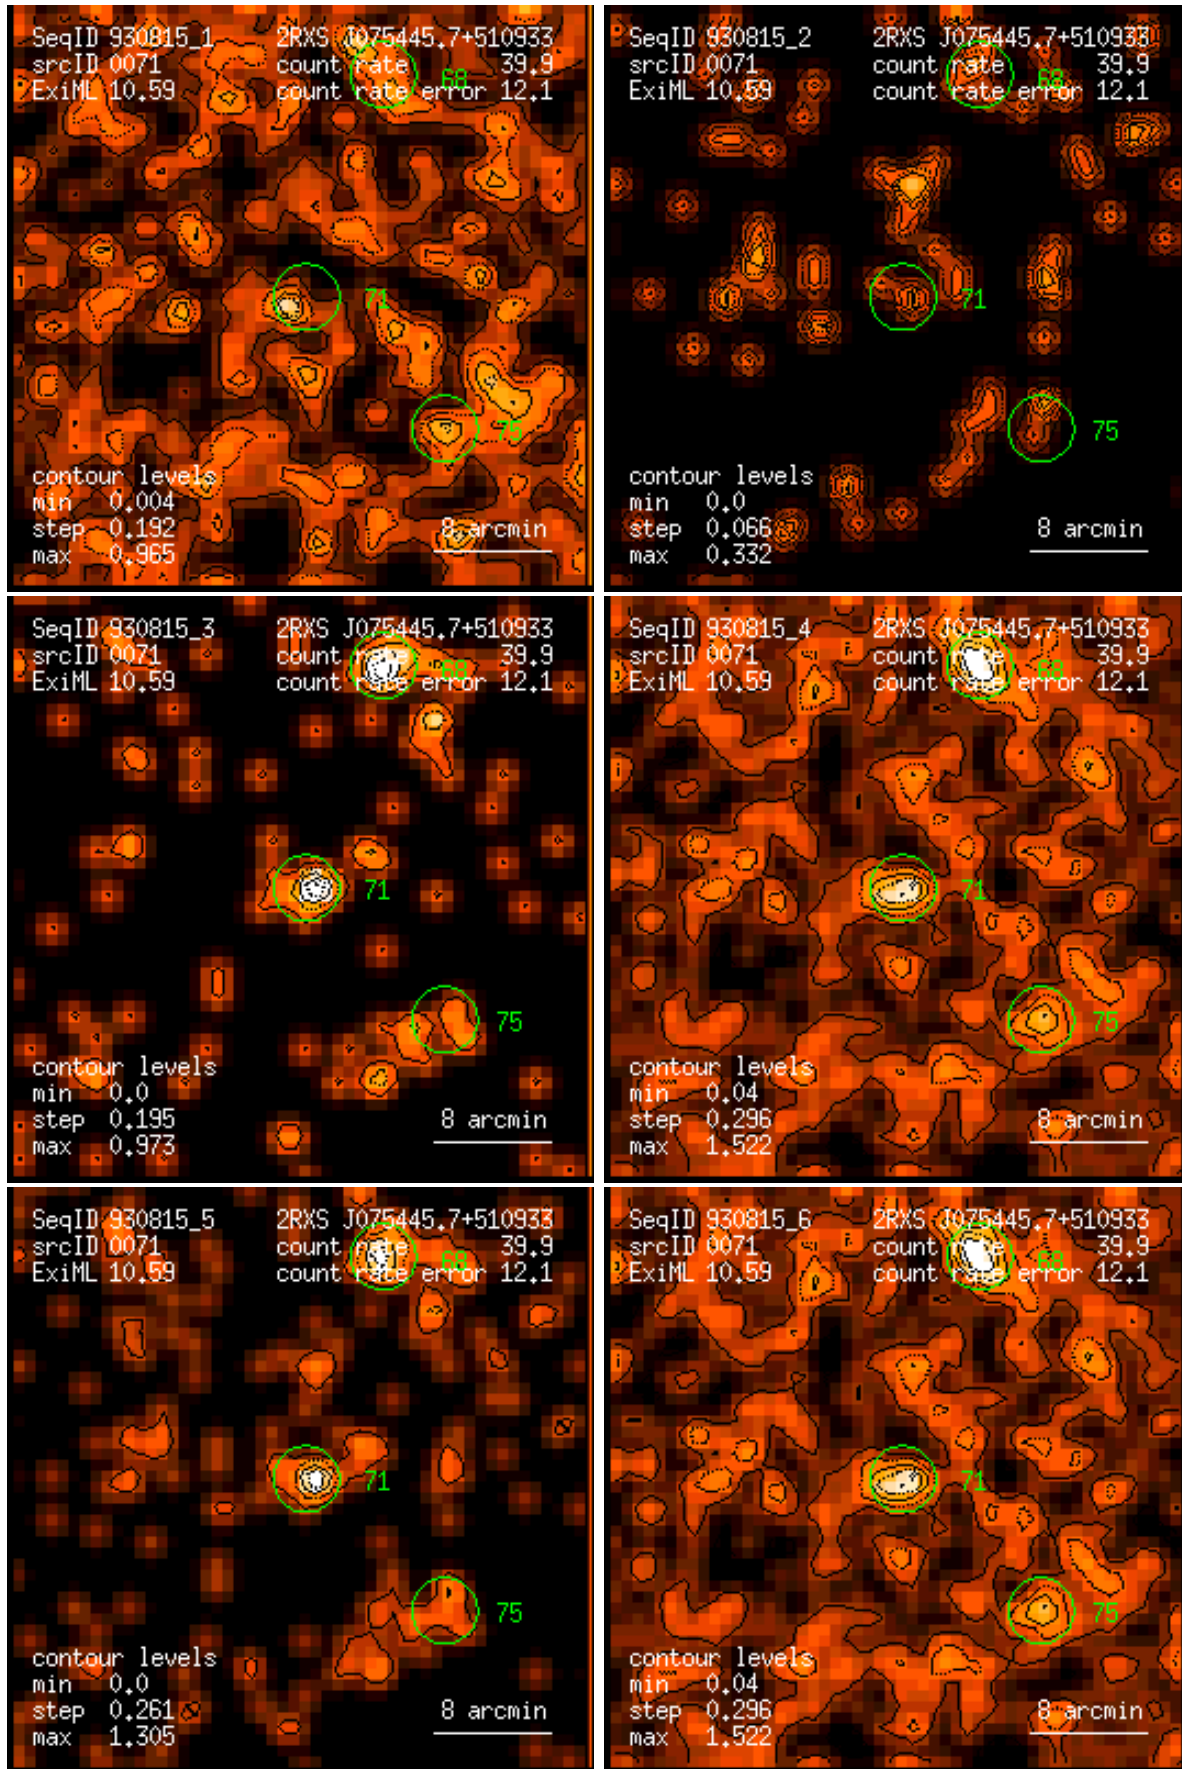 SeqID 930815_1 2RXS J075445.7+510933
srcID 0071 count rate 39.9
ExiML 10.59 count rate error 12.1
68
71
75
contour levels
min 0.004
step 0.192
max 0.965
8 arcmin
SeqID 930815_2 2RXS J075445.7+510933
srcID 0071 count rate 39.9
ExiML 10.59 count rate error 12.1
68
71
75
contour levels
min 0.0
step 0.066
max 0.332
8 arcmin
SeqID 930815_3 2RXS J075445.7+510933
srcID 0071 count rate 39.9
ExiML 10.59 count rate error 12.1
68
71
75
contour levels
min 0.0
step 0.195
max 0.973
8 arcmin
SeqID 930815_4 2RXS J075445.7+510933
srcID 0071 count rate 39.9
ExiML 10.59 count rate error 12.1
68
71
75
contour levels
min 0.04
step 0.296
max 1.522
8 arcmin
SeqID 930815_5 2RXS J075445.7+510933
srcID 0071 count rate 39.9
ExiML 10.59 count rate error 12.1
68
71
75
contour levels
min 0.0
step 0.261
max 1.305
8 arcmin
SeqID 930815_6 2RXS J075445.7+510933
srcID 0071 count rate 39.9
ExiML 10.59 count rate error 12.1
68
71
75
contour levels
min 0.04
step 0.296
max 1.522
8 arcmin